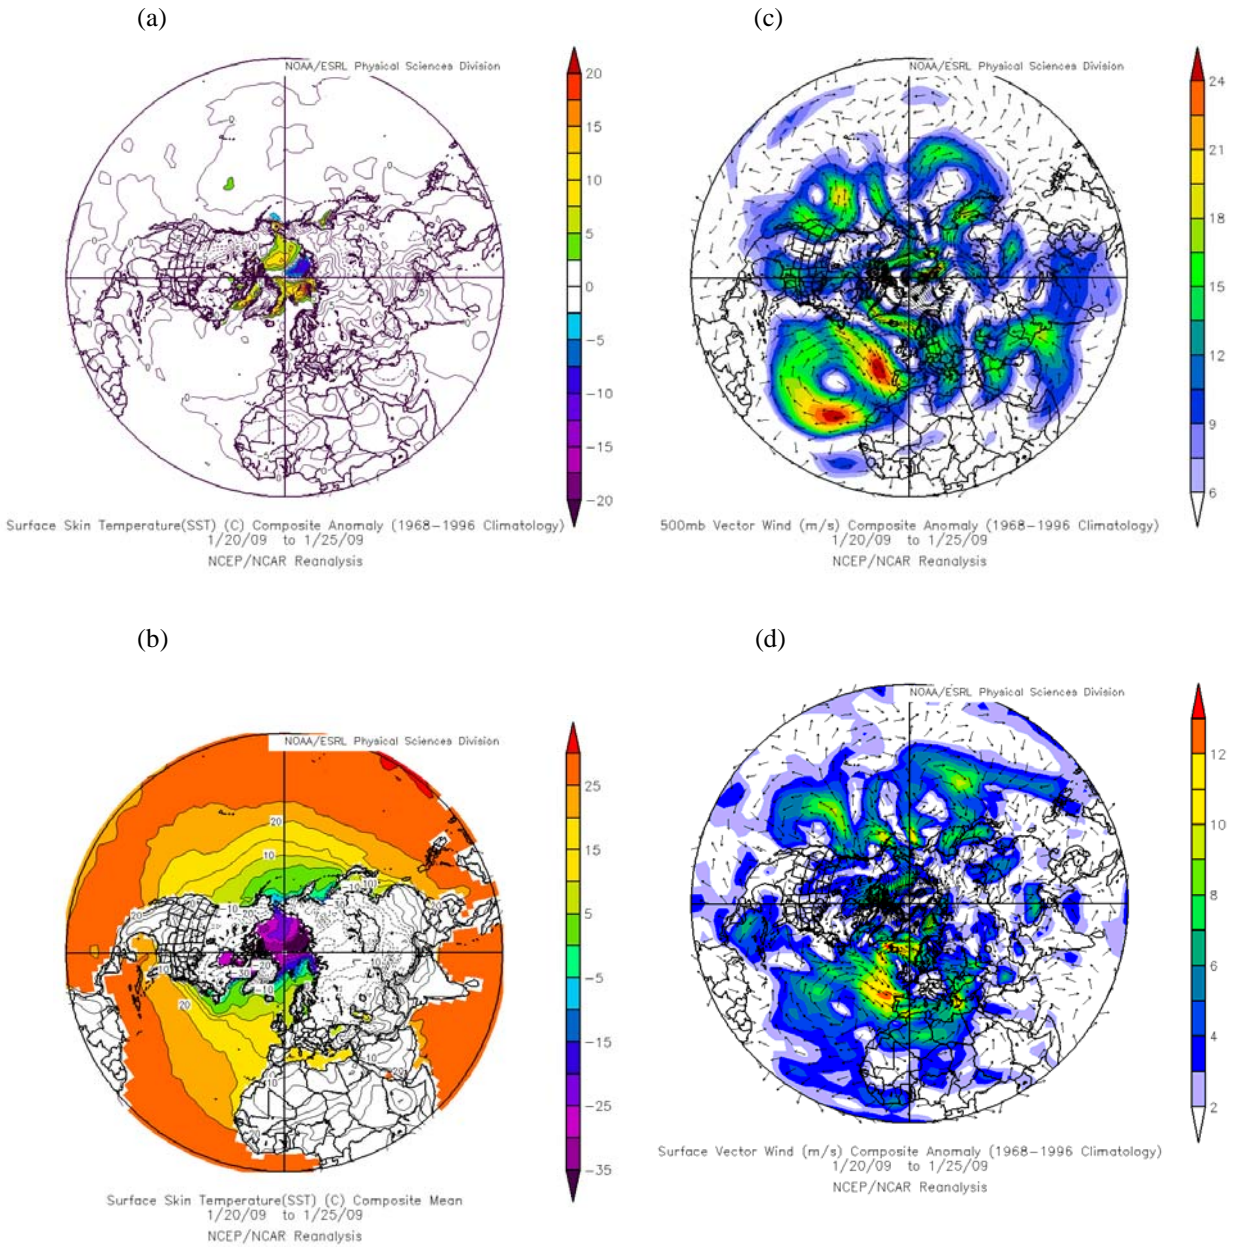 (a)
NOAA/ESRL Physical Sciences Division
20
15
10
5
0
−5
−10
−15
−20
Surface Skin Temperature(SST) (C) Composite Anomaly (1968−1996 Climatology)
1/20/09 to 1/25/09
NCEP/NCAR Reanalysis
(c)
NOAA/ESRL Physical Sciences Division
24
21
18
15
12
9
6
500mb Vector Wind (m/s) Composite Anomaly (1968−1996 Climatology)
1/20/09 to 1/25/09
NCEP/NCAR Reanalysis
(b)
NOAA/ESRL Physical Sciences Division
25
15
5
−5
−15
−25
−35
20
10
20
20
Surface Skin Temperature(SST) (C) Composite Mean
1/20/09 to 1/25/09
NCEP/NCAR Reanalysis
(d)
NOAA/ESRL Physical Sciences Division
12
10
8
6
4
2
Surface Vector Wind (m/s) Composite Anomaly (1968−1996 Climatology)
1/20/09 to 1/25/09
NCEP/NCAR Reanalysis